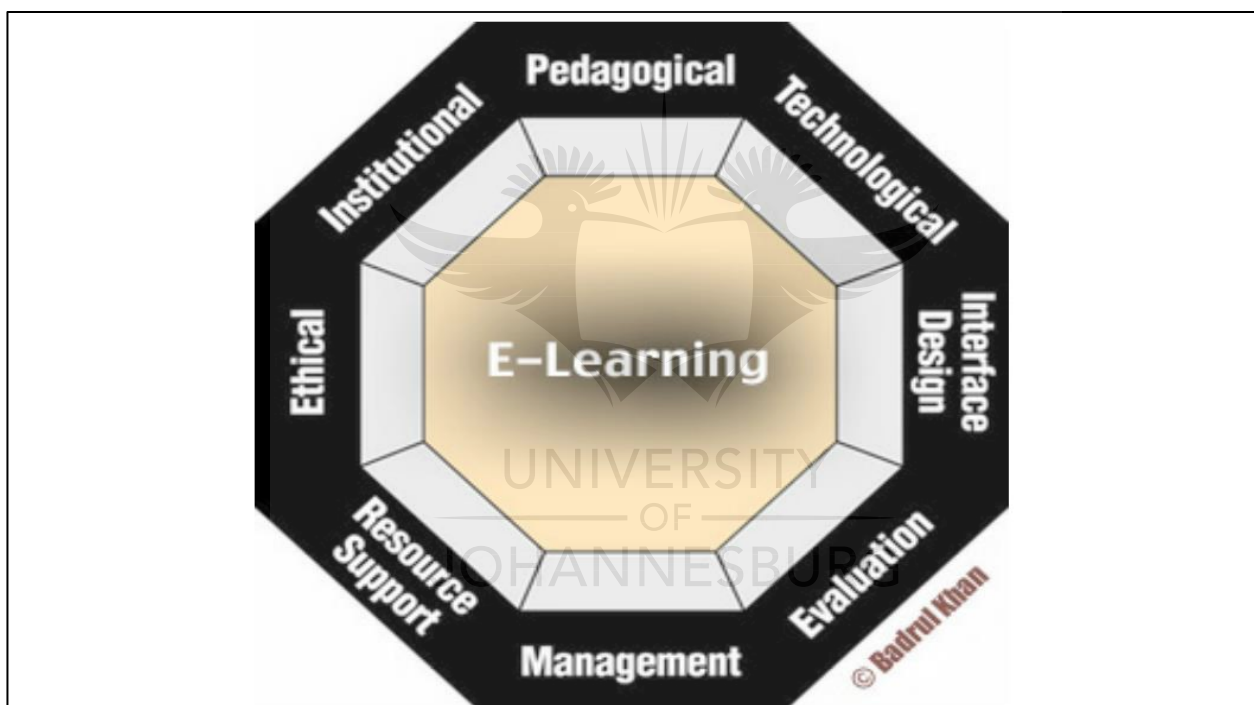 Pedagogical
Technological
Interface
Design
Evaluation
Management
Resource
Support
Ethical
Institutional
E-Learning
UNIVERSITY
OF
JOHANNESBURG
© Badrul Khan